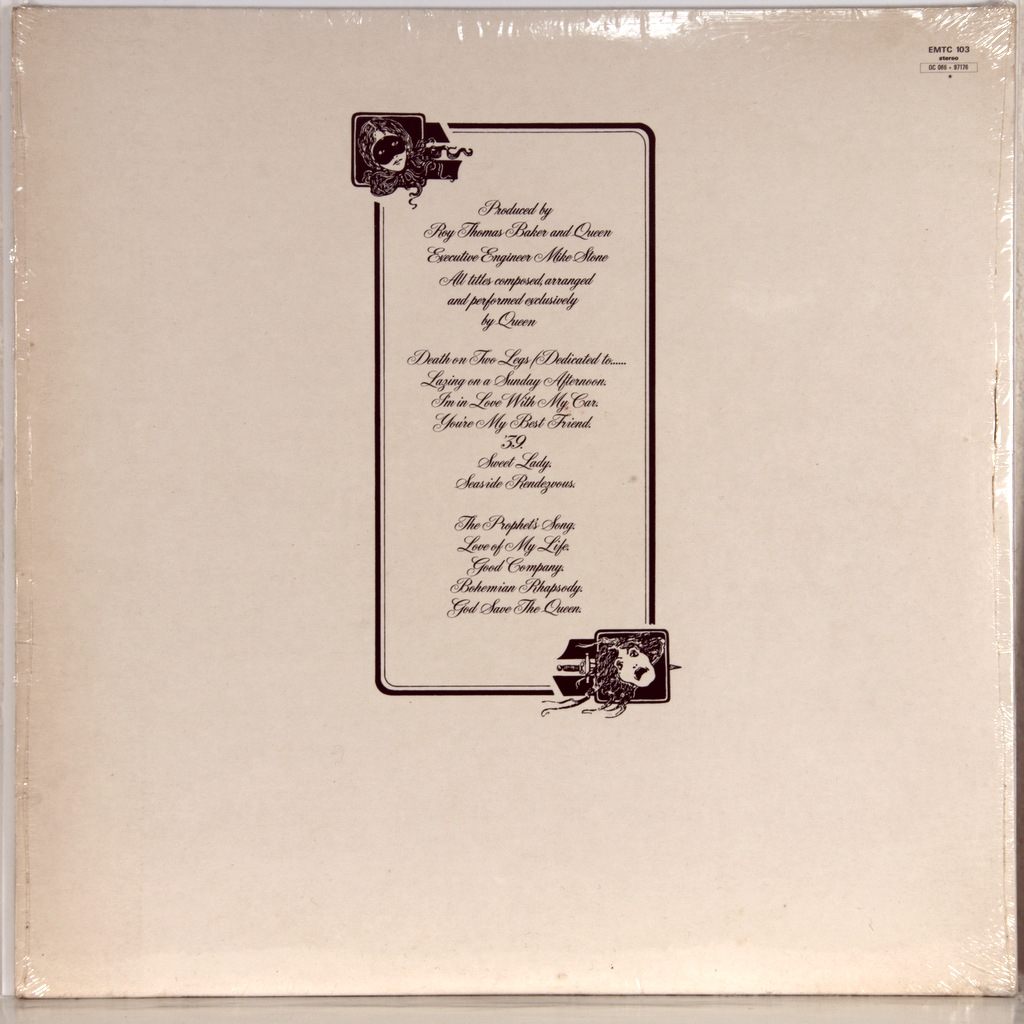 EMTC 103
stereo
OC 066 - 97176
*
Produced by
Roy Thomas Baker and Queen
Executive Engineer Mike Stone
All titles composed, arranged
and performed exclusively
by Queen
Death on Two Legs (Dedicated to......
Lazing on a Sunday Afternoon.
I'm in Love With My Car.
You're My Best Friend.
'39.
Sweet Lady.
Seaside Rendezvous.
The Prophet's Song.
Love of My Life.
Good Company.
Bohemian Rhapsody.
God Save The Queen.